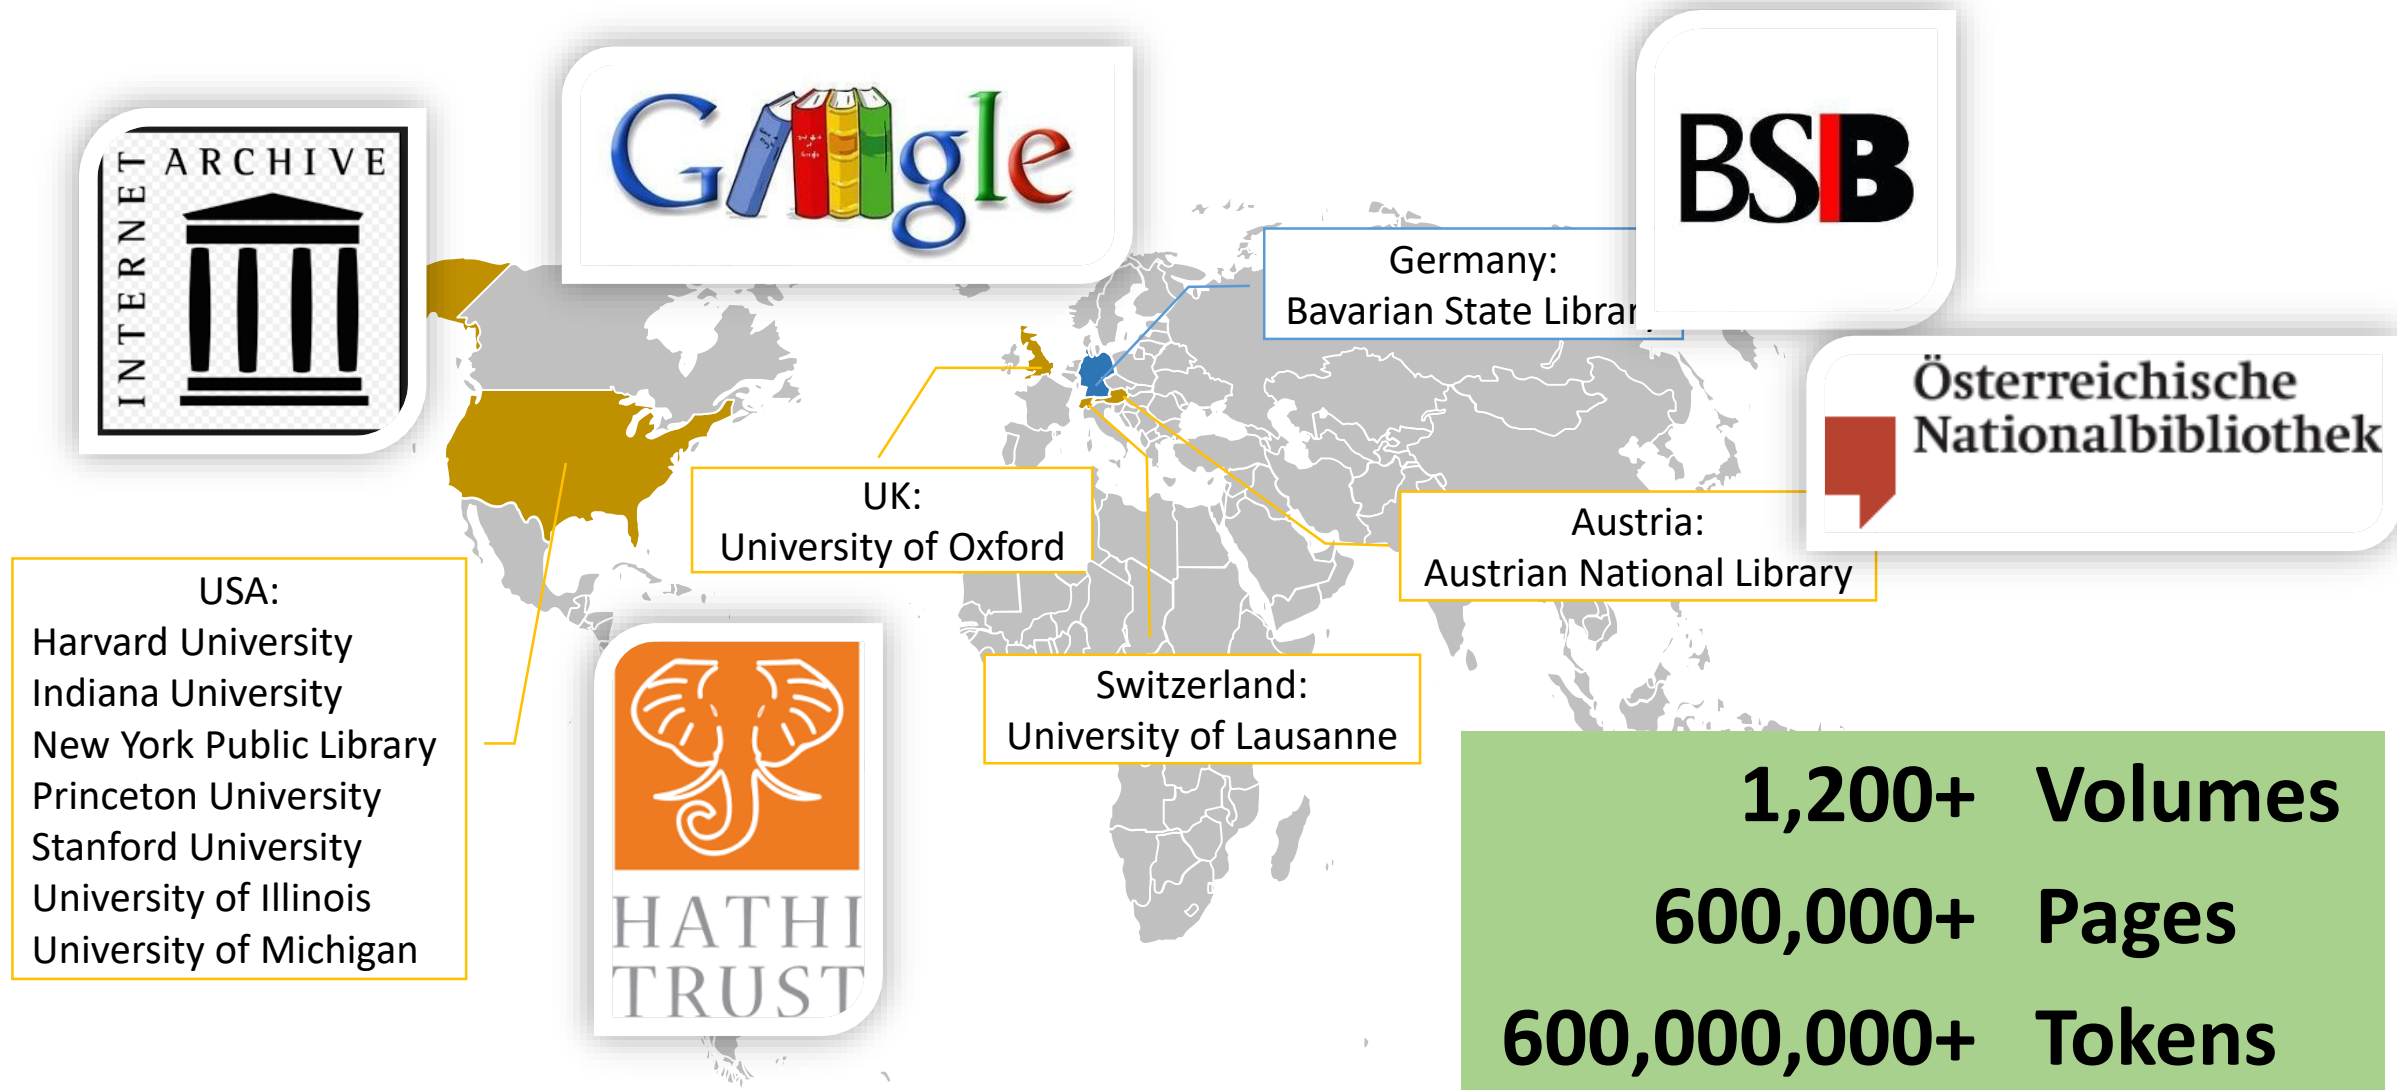 INTERNET
ARCHIVE
Google
BSB
Germany:
Bavarian State Library
Österreichische
Nationalbibliothek
UK:
University of Oxford
Austria:
Austrian National Library
USA:
Harvard University
Indiana University
New York Public Library
Princeton University
Stanford University
University of Illinois
University of Michigan
HATHI
TRUST
Switzerland:
University of Lausanne
1,200+ Volumes
600,000+ Pages
600,000,000+ Tokens